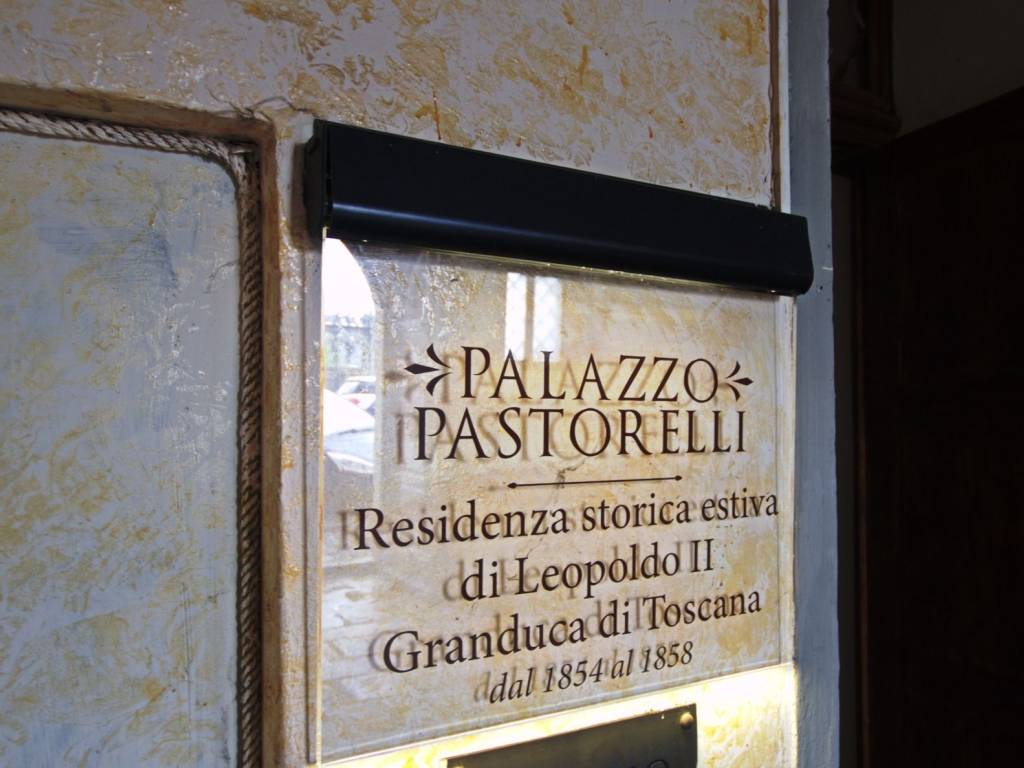 PALAZZO
PASTORELLI
Residenza storica estiva
di Leopoldo II
Granduca di Toscana
dal 1854 al 1858